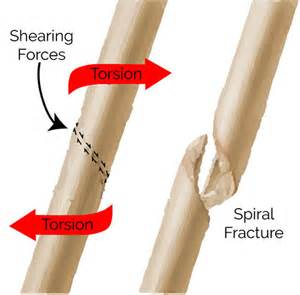 Shearing
Forces
Torsion
Torsion
Spiral
Fracture